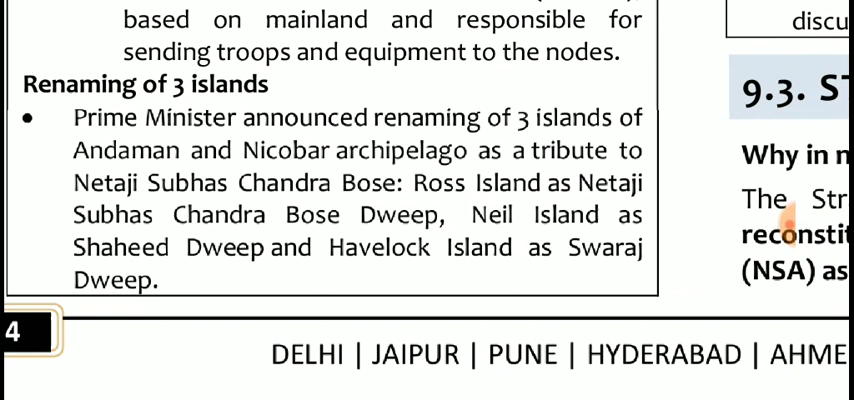 based on mainland and responsible for
sending troops and equipment to the nodes.
Renaming of 3 islands
• Prime Minister announced renaming of 3 islands of
Andaman and Nicobar archipelago as a tribute to
Netaji Subhas Chandra Bose: Ross Island as Netaji
Subhas Chandra Bose Dweep, Neil Island as
Shaheed Dweep and Havelock Island as Swaraj
Dweep.
discu
9.3. ST
Why in n
The Str
reconstit
(NSA) as
4
DELHI | JAIPUR | PUNE | HYDERABAD | AHME